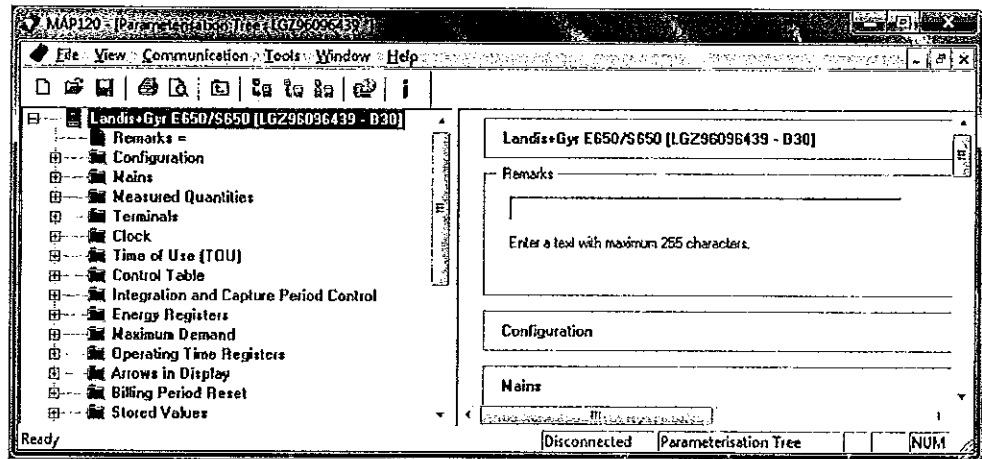 MAP120 - [Parameterisation Tree: LGZ96096439 *]
File View Communication Tools Window Help
Landis+Gyr E650/S650 [LGZ96096439 - B30]
Remarks =
Configuration
Mains
Measured Quantities
Terminals
Clock
Time of Use (TOU)
Control Table
Integration and Capture Period Control
Energy Registers
Maximum Demand
Operating Time Registers
Arrows in Display
Billing Period Reset
Stored Values
Landis+Gyr E650/S650 [LGZ96096439 - B30]
Remarks
Enter a text with maximum 255 characters.
Configuration
Mains
Ready
Disconnected
Parameterisation Tree
NUM